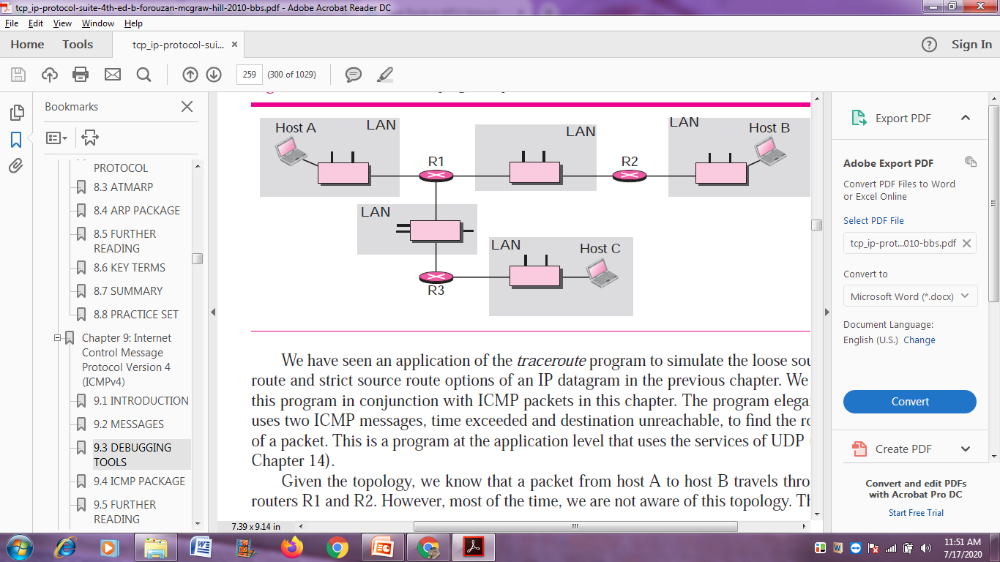 tcp_ip-protocol-suite-4th-ed-b-forouzan-mcgraw-hill-2010-bbs.pdf - Adobe Acrobat Reader DC
File Edit View Window Help
Home Tools tcp_ip-protocol-sui... × Sign In
259 (300 of 1029)
Bookmarks
PROTOCOL
8.3 ATMARP
8.4 ARP PACKAGE
8.5 FURTHER
READING
8.6 KEY TERMS
8.7 SUMMARY
8.8 PRACTICE SET
Chapter 9: Internet
Control Message
Protocol Version 4
(ICMPv4)
9.1 INTRODUCTION
9.2 MESSAGES
9.3 DEBUGGING
TOOLS
9.4 ICMP PACKAGE
9.5 FURTHER
READING
Host A LAN
LAN
LAN Host B
R1
R2
LAN
LAN Host C
R3
We have seen an application of the traceroute program to simulate the loose sou
route and strict source route options of an IP datagram in the previous chapter. We
this program in conjunction with ICMP packets in this chapter. The program elega
uses two ICMP messages, time exceeded and destination unreachable, to find the ro
of a packet. This is a program at the application level that uses the services of UDP (
Chapter 14).
Given the topology, we know that a packet from host A to host B travels thro
routers R1 and R2. However, most of the time, we are not aware of this topology. Th
7.39 x 9.14 in
Export PDF
Adobe Export PDF
Convert PDF Files to Word
or Excel Online
Select PDF File
tcp_ip-prot...010-bbs.pdf
Convert to
Microsoft Word (*.docx)
Document Language:
English (U.S.) Change
Convert
Create PDF
Convert and edit PDFs
with Acrobat Pro DC
Start Free Trial
11:51 AM
7/17/2020